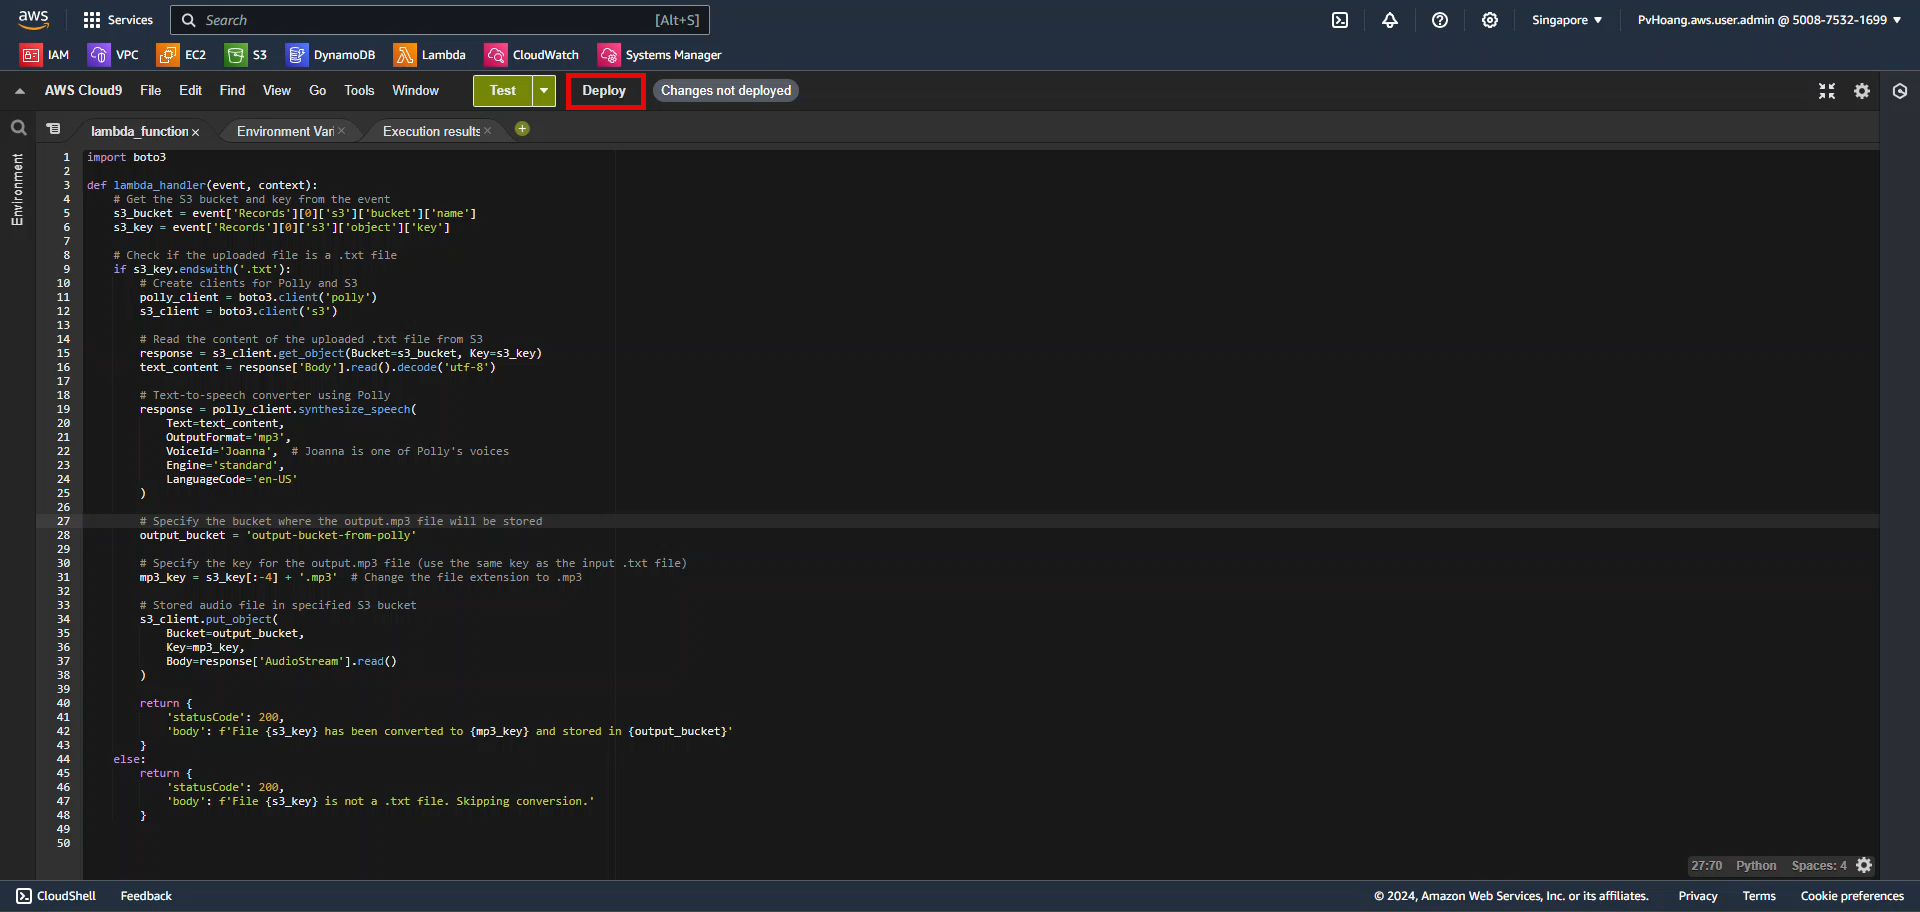 aws Services Search [Alt+S] Singapore PvHoang.aws.user.admin @ 5008-7532-1699
IAM VPC EC2 S3 DynamoDB Lambda CloudWatch Systems Manager
AWS Cloud9 File Edit Find View Go Tools Window Test Deploy Changes not deployed
lambda_function Environment Vari Execution results
Environment
1 import boto3
2
3 def lambda_handler(event, context):
4 # Get the S3 bucket and key from the event
5 s3_bucket = event['Records'][0]['s3']['bucket']['name']
6 s3_key = event['Records'][0]['s3']['object']['key']
7
8 # Check if the uploaded file is a .txt file
9 if s3_key.endswith('.txt'):
10 # Create clients for Polly and S3
11 polly_client = boto3.client('polly')
12 s3_client = boto3.client('s3')
13
14 # Read the content of the uploaded .txt file from S3
15 response = s3_client.get_object(Bucket=s3_bucket, Key=s3_key)
16 text_content = response['Body'].read().decode('utf-8')
17
18 # Text-to-speech converter using Polly
19 response = polly_client.synthesize_speech(
20 Text=text_content,
21 OutputFormat='mp3',
22 VoiceId='Joanna', # Joanna is one of Polly's voices
23 Engine='standard',
24 LanguageCode='en-US'
25 )
26
27 # Specify the bucket where the output.mp3 file will be stored
28 output_bucket = 'output-bucket-from-polly'
29
30 # Specify the key for the output.mp3 file (use the same key as the input .txt file)
31 mp3_key = s3_key[:-4] + '.mp3' # Change the file extension to .mp3
32
33 # Stored audio file in specified S3 bucket
34 s3_client.put_object(
35 Bucket=output_bucket,
36 Key=mp3_key,
37 Body=response['AudioStream'].read()
38 )
39
40 return {
41 'statusCode': 200,
42 'body': f'File {s3_key} has been converted to {mp3_key} and stored in {output_bucket}'
43 }
44 else:
45 return {
46 'statusCode': 200,
47 'body': f'File {s3_key} is not a .txt file. Skipping conversion.'
48 }
49
50
27:70 Python Spaces: 4
CloudShell Feedback © 2024, Amazon Web Services, Inc. or its affiliates. Privacy Terms Cookie preferences